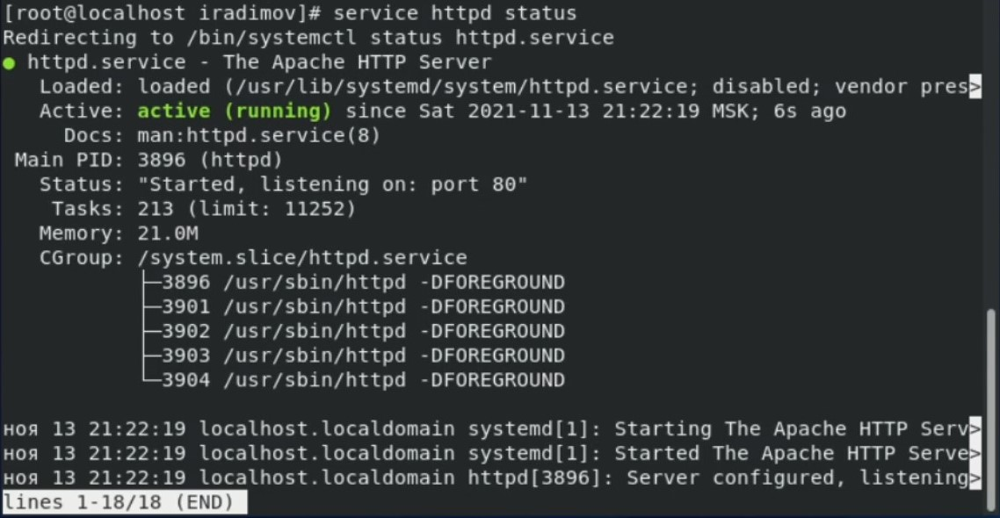 [root@localhost iradimov]# service httpd status
Redirecting to /bin/systemctl status httpd.service
● httpd.service - The Apache HTTP Server
   Loaded: loaded (/usr/lib/systemd/system/httpd.service; disabled; vendor pres>
   Active: active (running) since Sat 2021-11-13 21:22:19 MSK; 6s ago
     Docs: man:httpd.service(8)
 Main PID: 3896 (httpd)
   Status: "Started, listening on: port 80"
    Tasks: 213 (limit: 11252)
   Memory: 21.0M
   CGroup: /system.slice/httpd.service
           ├─3896 /usr/sbin/httpd -DFOREGROUND
           ├─3901 /usr/sbin/httpd -DFOREGROUND
           ├─3902 /usr/sbin/httpd -DFOREGROUND
           ├─3903 /usr/sbin/httpd -DFOREGROUND
           └─3904 /usr/sbin/httpd -DFOREGROUND
ноя 13 21:22:19 localhost.localdomain systemd[1]: Starting The Apache HTTP Serv>
ноя 13 21:22:19 localhost.localdomain systemd[1]: Started The Apache HTTP Serve>
ноя 13 21:22:19 localhost.localdomain httpd[3896]: Server configured, listening>
lines 1-18/18 (END)